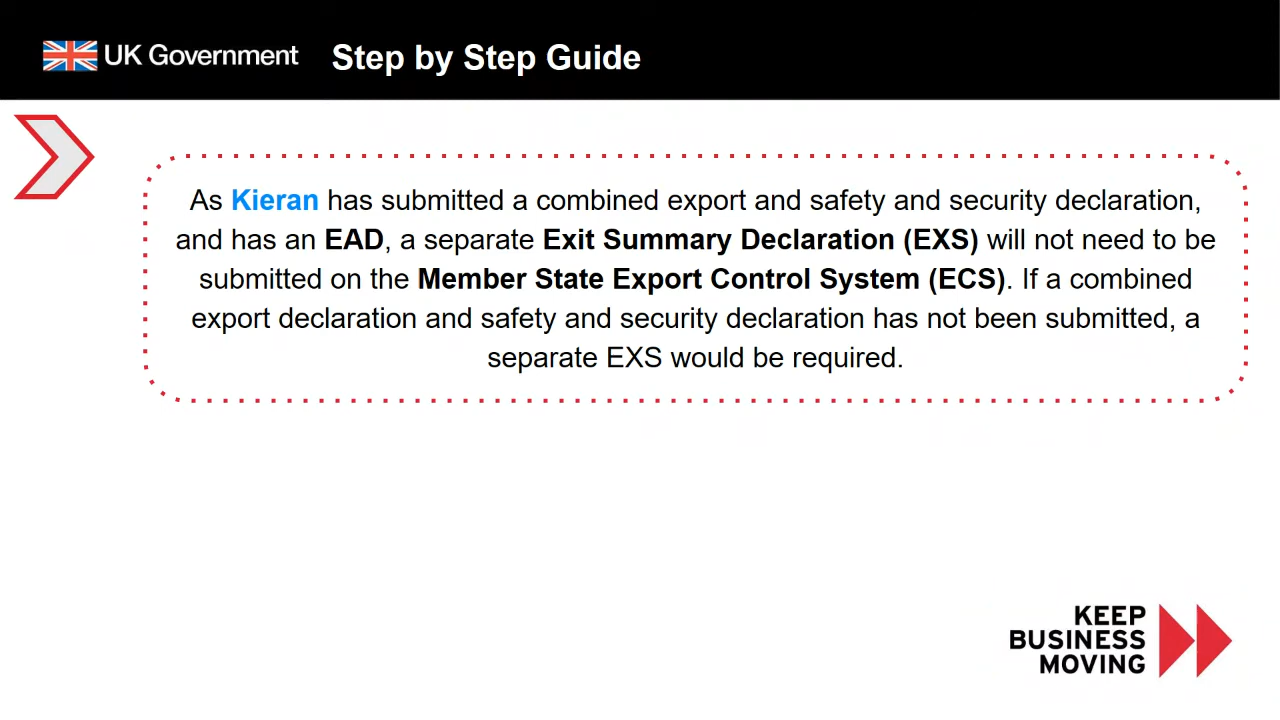 UK Government Step by Step Guide
As Kieran has submitted a combined export and safety and security declaration,
and has an EAD, a separate Exit Summary Declaration (EXS) will not need to be
submitted on the Member State Export Control System (ECS). If a combined
export declaration and safety and security declaration has not been submitted, a
separate EXS would be required.
KEEP
BUSINESS
MOVING